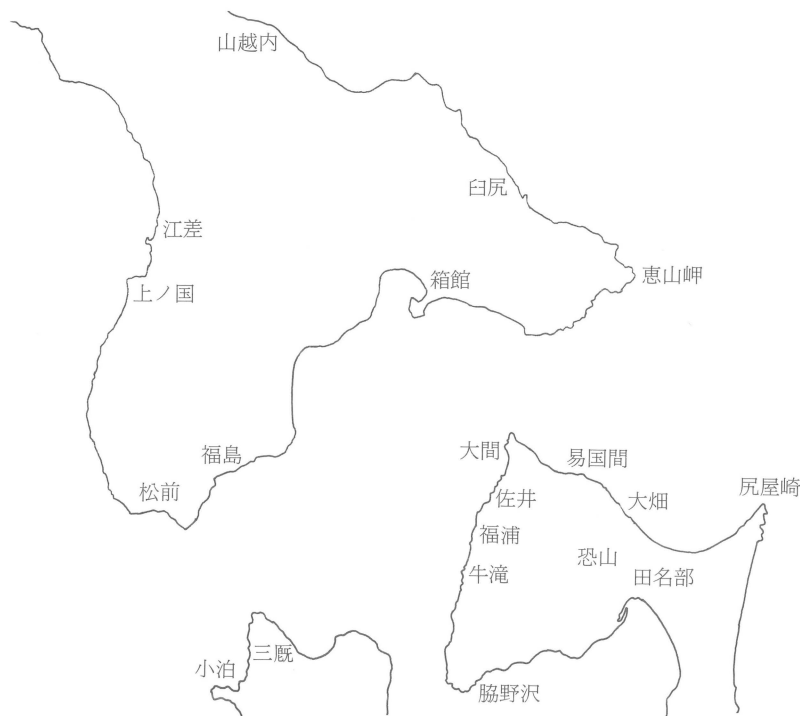 山越内
臼尻
江差
恵山岬
箱館
上ノ国
大間
福島
易国間
松前
尻屋崎
佐井
大畑
福浦
恐山
牛滝
田名部
三厩
小泊
脇野沢